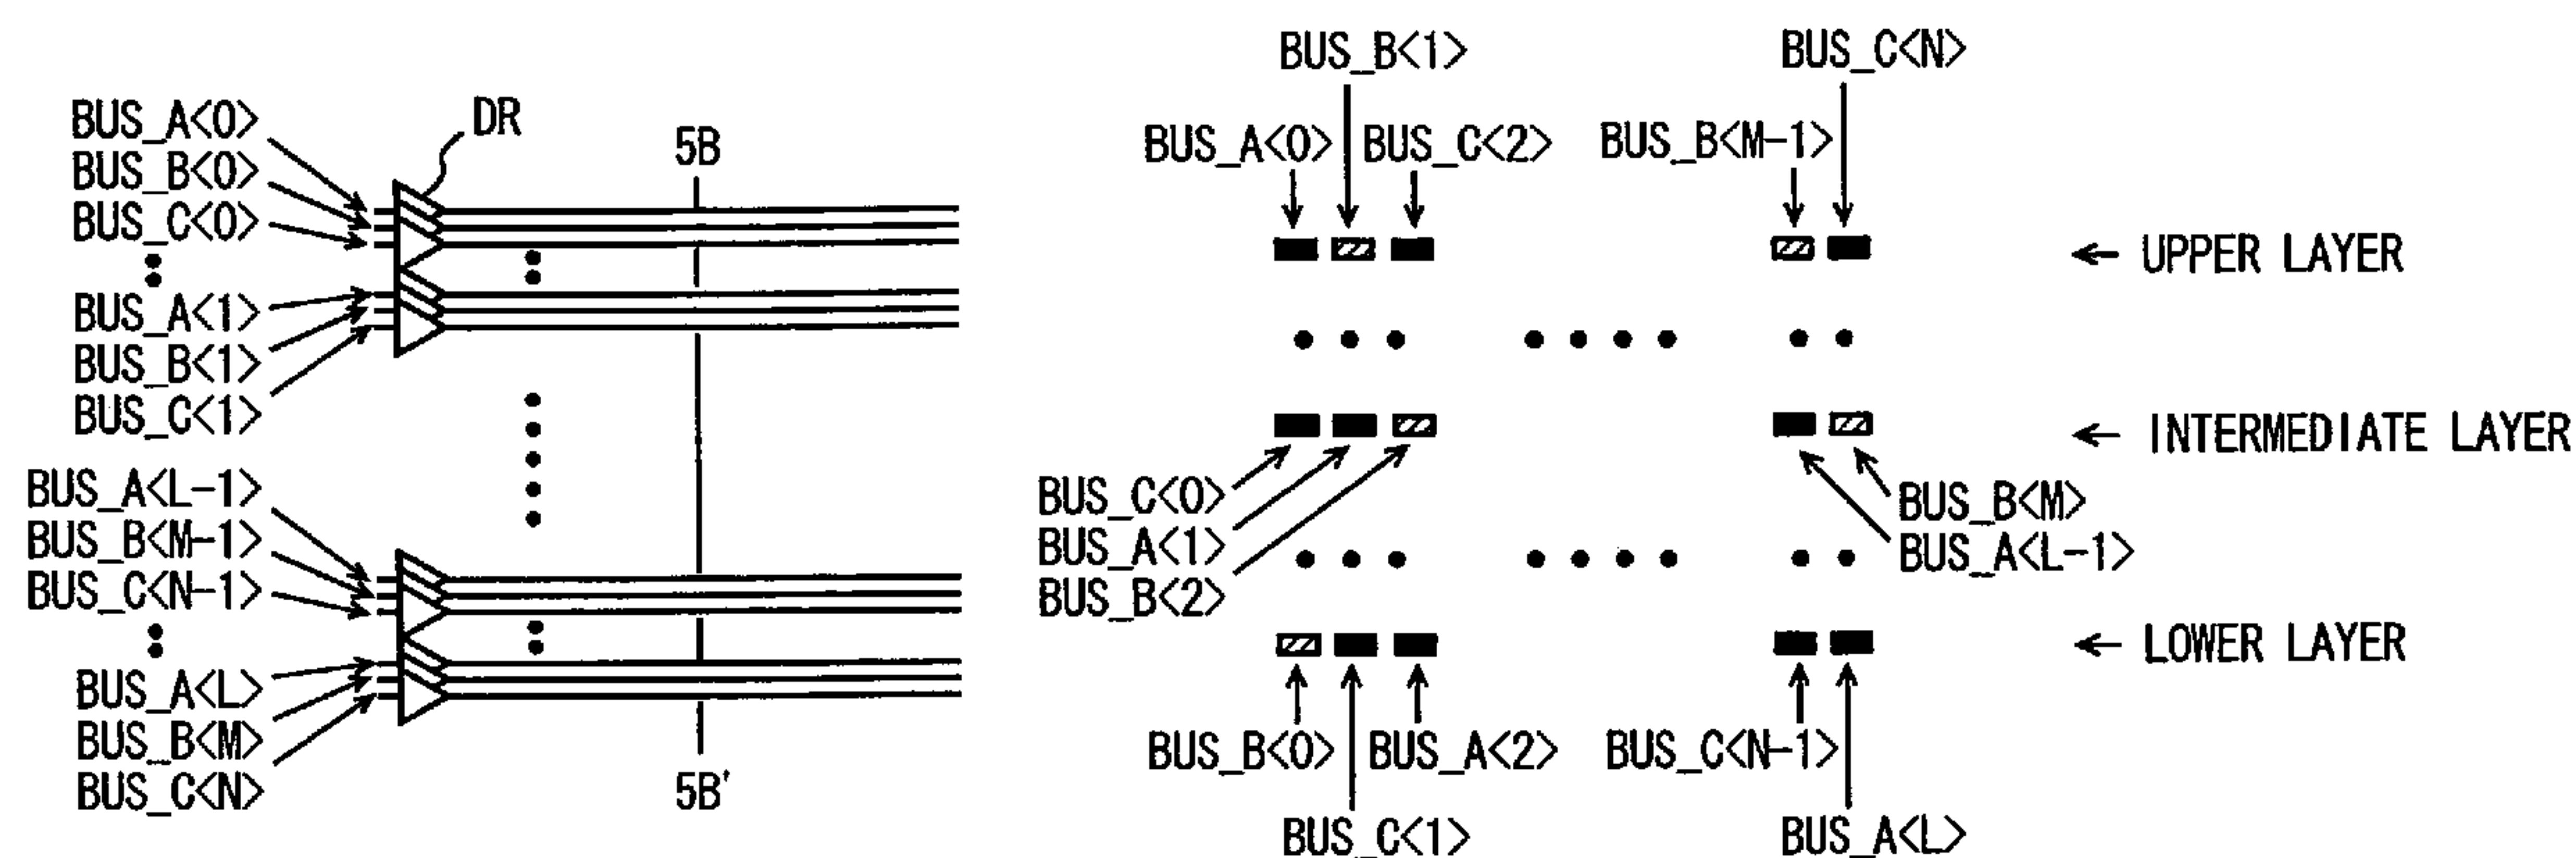 BUS_A<0>
BUS_B<0>
BUS_C<0>
BUS_A<1>
BUS_B<1>
BUS_C<1>
BUS_A<L-1>
BUS_B<M-1>
BUS_C<N-1>
BUS_A<L>
BUS_B<M>
BUS_C<N>
DR
5B
5B'
BUS_B<1>
BUS_C<N>
BUS_A<0>
BUS_C<2>
BUS_B<M-1>
UPPER LAYER
INTERMEDIATE LAYER
BUS_C<0>
BUS_A<1>
BUS_B<2>
BUS_B<M>
BUS_A<L-1>
LOWER LAYER
BUS_B<0>
BUS_A<2>
BUS_C<N-1>
BUS_C<1>
BUS_A<L>